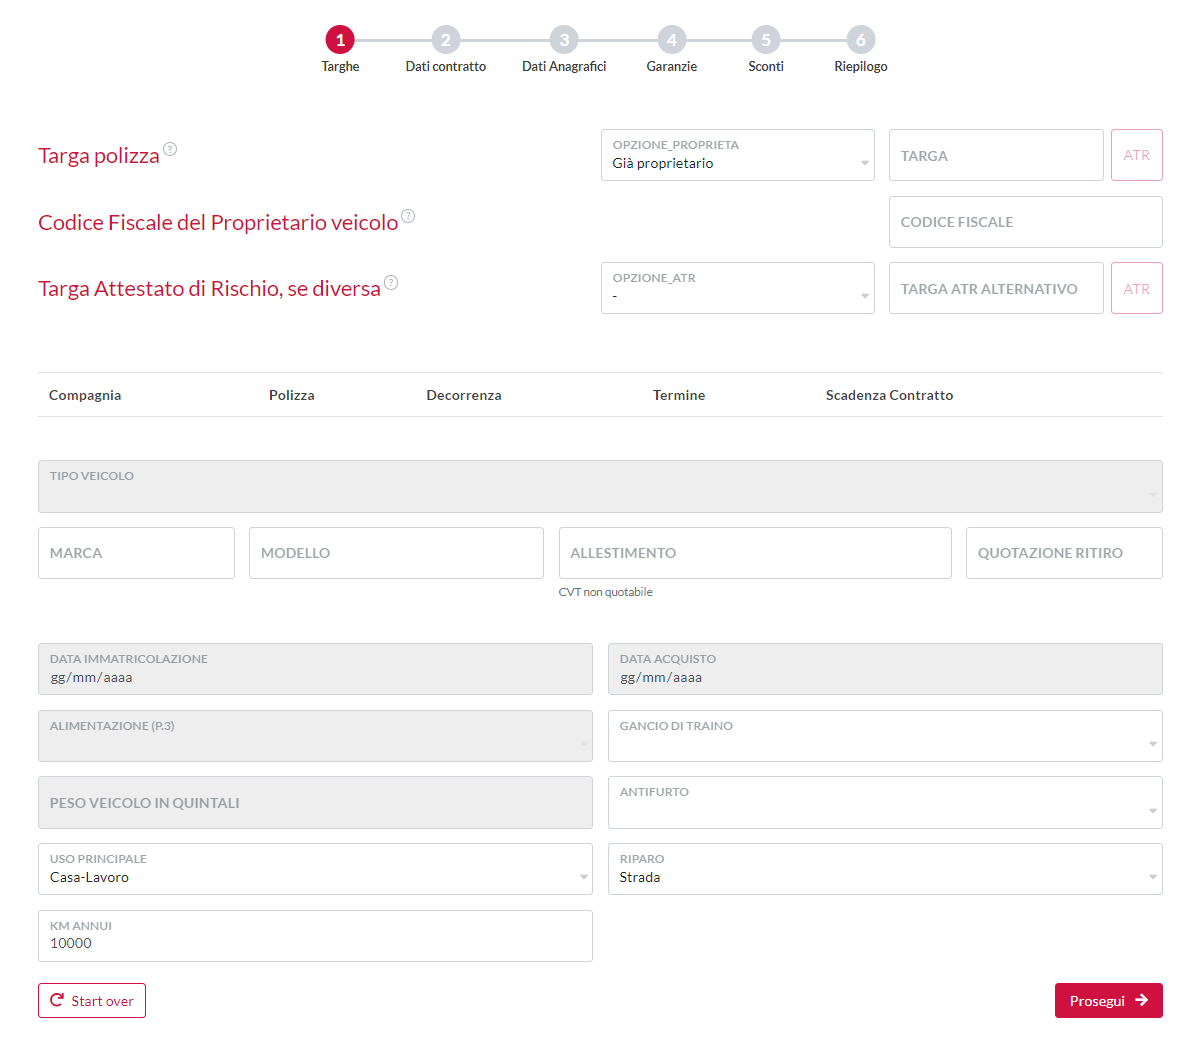 1 2 3 4 5 6
Targhe Dati contratto Dati Anagrafici Garanzie Sconti Riepilogo
Targa polizza ?
OPZIONE_PROPRIETA
Già proprietario
TARGA
ATR
Codice Fiscale del Proprietario veicolo ?
CODICE FISCALE
Targa Attestato di Rischio, se diversa ?
OPZIONE_ATR
-
TARGA ATR ALTERNATIVO
ATR
Compagnia Polizza Decorrenza Termine Scadenza Contratto
TIPO VEICOLO
MARCA MODELLO ALLESTIMENTO QUOTAZIONE RITIRO
CVT non quotabile
DATA IMMATRICOLAZIONE
gg/mm/aaaa
DATA ACQUISTO
gg/mm/aaaa
ALIMENTAZIONE (P.3)
GANCIO DI TRAINO
PESO VEICOLO IN QUINTALI
ANTIFURTO
USO PRINCIPALE
Casa-Lavoro
RIPARO
Strada
KM ANNUI
10000
Start over
Prosegui